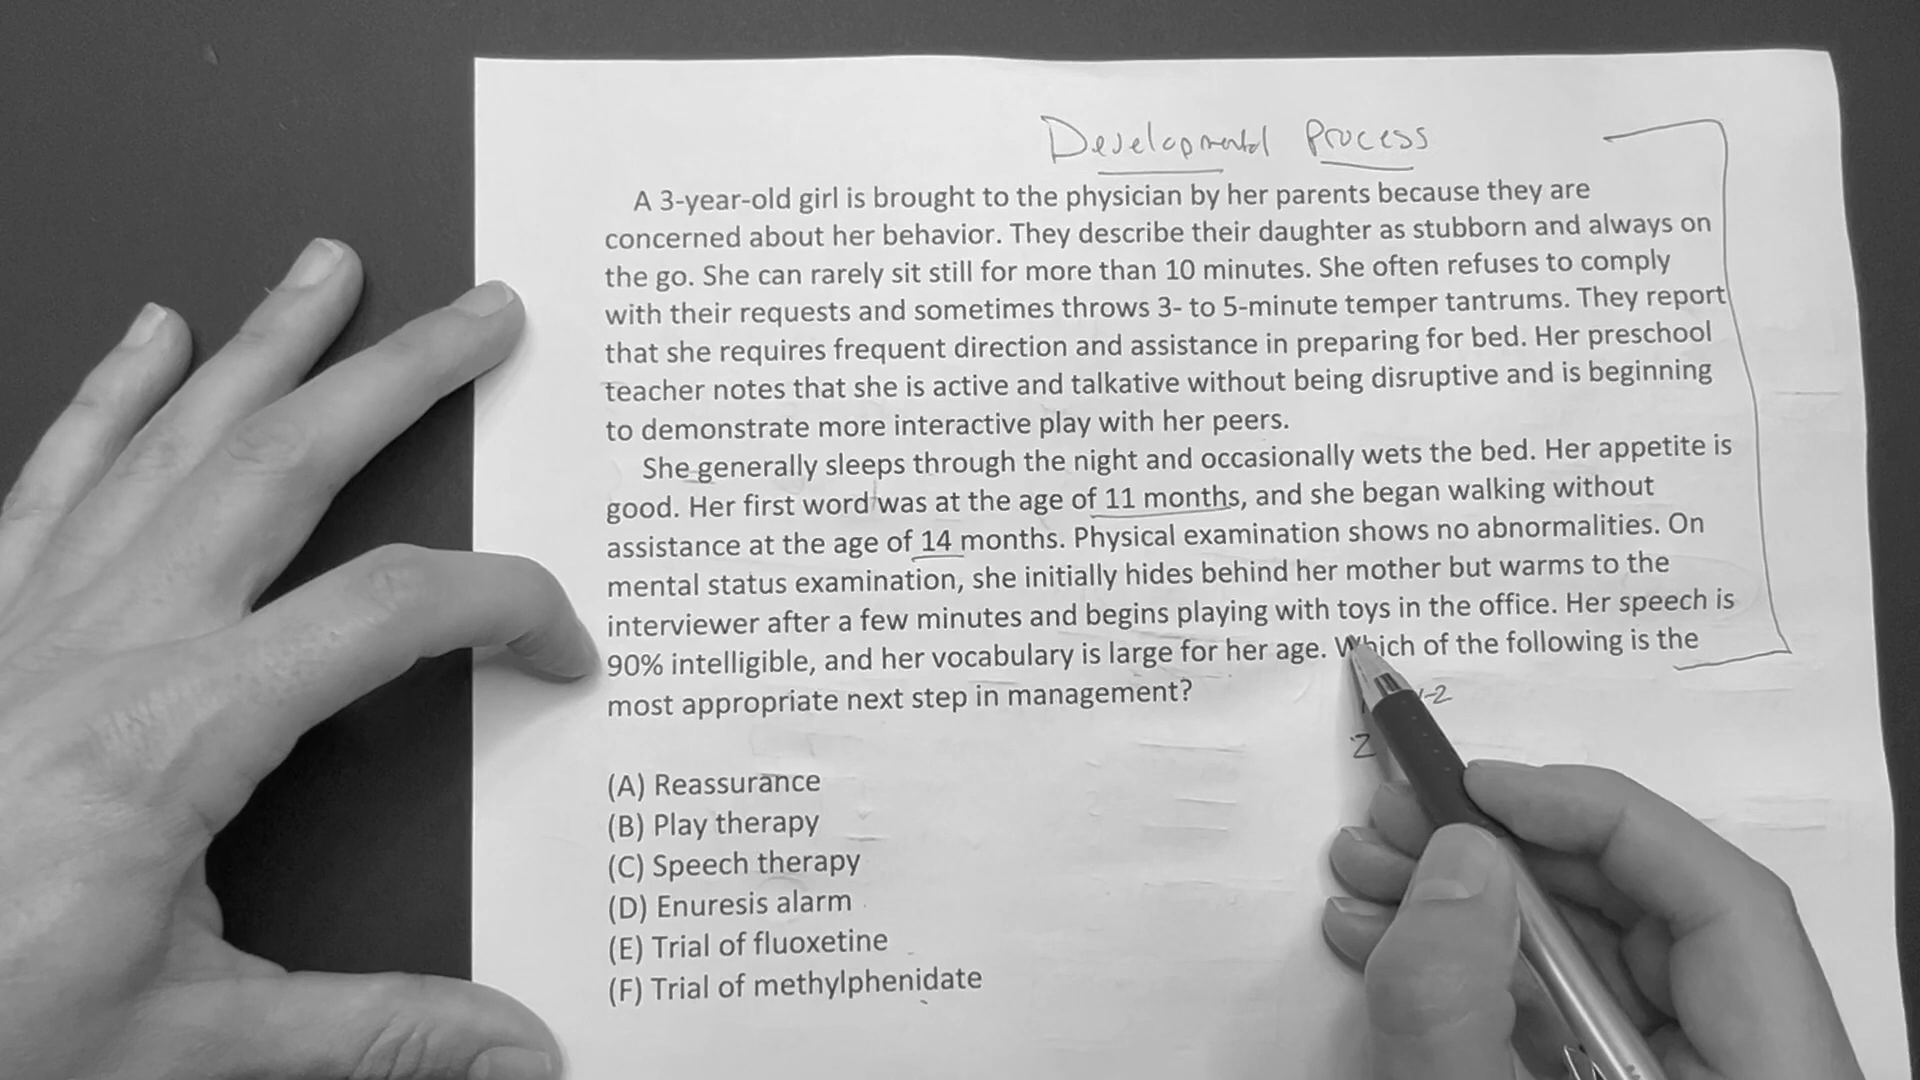 Developmental Process
A 3-year-old girl is brought to the physician by her parents because they are
concerned about her behavior. They describe their daughter as stubborn and always on
the go. She can rarely sit still for more than 10 minutes. She often refuses to comply
with their requests and sometimes throws 3- to 5-minute temper tantrums. They report
that she requires frequent direction and assistance in preparing for bed. Her preschool
teacher notes that she is active and talkative without being disruptive and is beginning
to demonstrate more interactive play with her peers.
She generally sleeps through the night and occasionally wets the bed. Her appetite is
good. Her first word was at the age of 11 months, and she began walking without
assistance at the age of 14 months. Physical examination shows no abnormalities. On
mental status examination, she initially hides behind her mother but warms to the
interviewer after a few minutes and begins playing with toys in the office. Her speech is
90% intelligible, and her vocabulary is large for her age. Which of the following is the
most appropriate next step in management?
-2
2
(A) Reassurance
(B) Play therapy
(C) Speech therapy
(D) Enuresis alarm
(E) Trial of fluoxetine
(F) Trial of methylphenidate